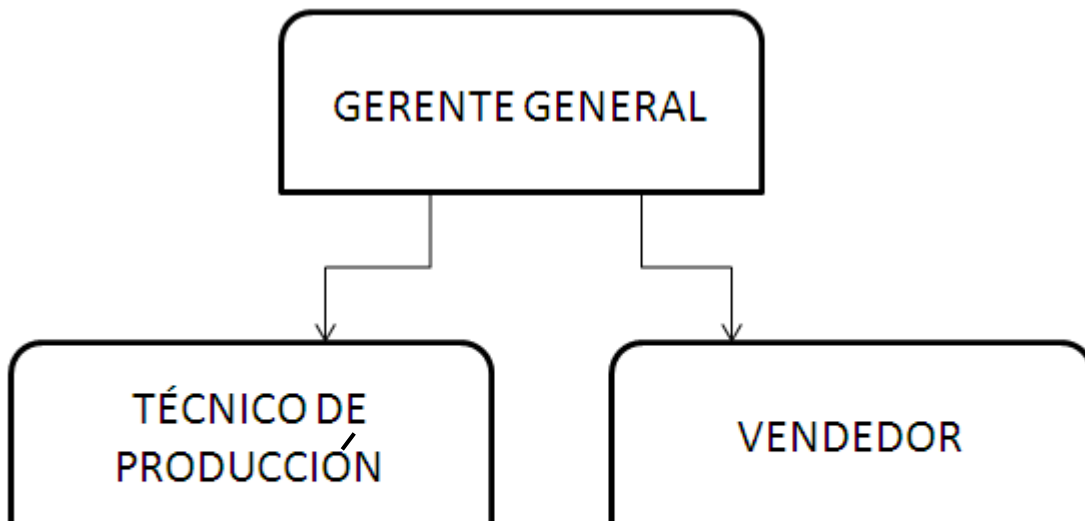 GERENTE GENERAL
TÉCNICO DE
PRODUCCIÓN
VENDEDOR